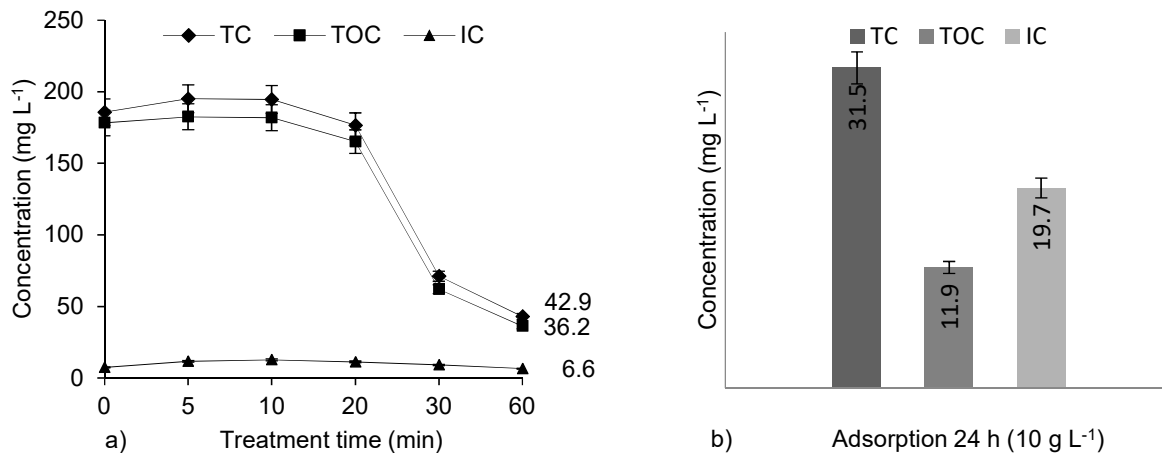 TC TOC IC
Concentration (mg L-1)
250
200
150
100
50
0
42.9
36.2
6.6
0 5 10 20 30 60
a) Treatment time (min)
TC TOC IC
Concentration (mg L-1)
31.5
11.9
19.7
b) Adsorption 24 h (10 g L-1)